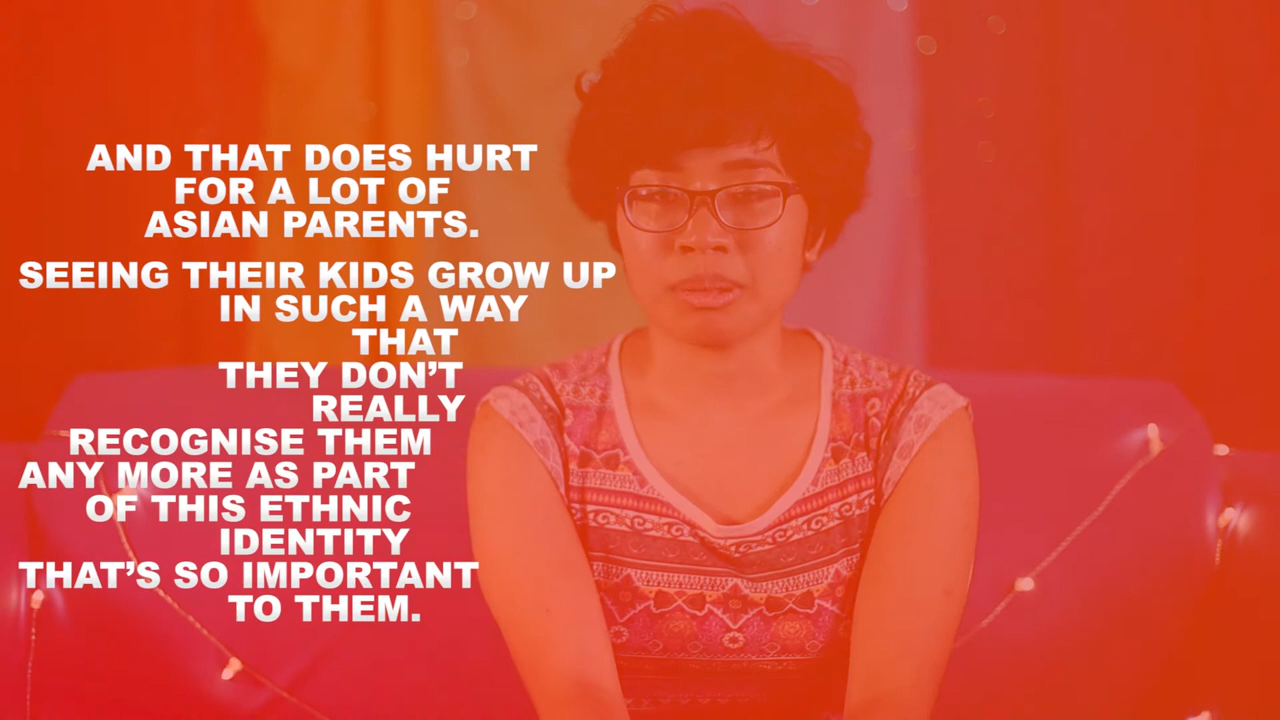 AND THAT DOES HURT
FOR A LOT OF
ASIAN PARENTS.
SEEING THEIR KIDS GROW UP
IN SUCH A WAY
THAT
THEY DON'T
REALLY
RECOGNISE THEM
ANY MORE AS PART
OF THIS ETHNIC
IDENTITY
THAT'S SO IMPORTANT
TO THEM.